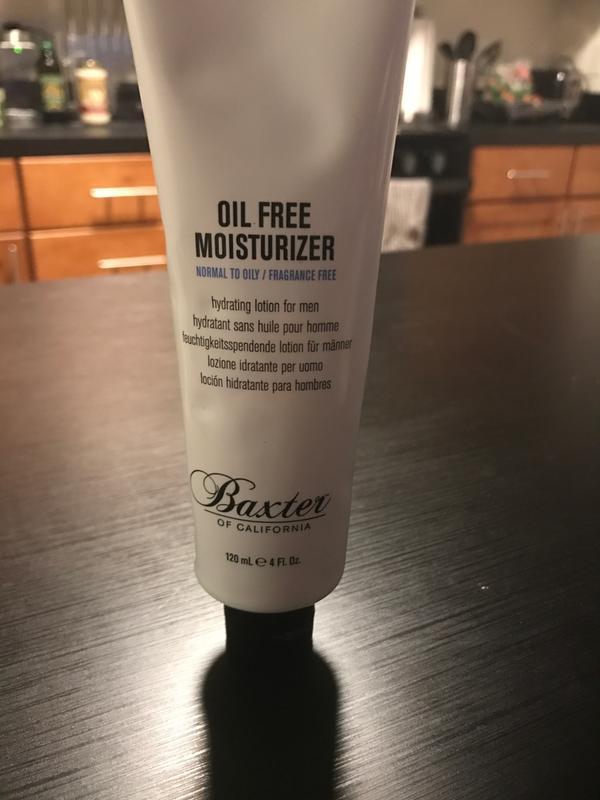 OIL FREE
MOISTURIZER
NORMAL TO OILY / FRAGRANCE FREE
hydrating lotion for men
hydratant sans huile pour homme
feuchtigkeitsspendende lotion für männer
lozione idratante per uomo
loción hidratante para hombres
Baxter
OF CALIFORNIA
120 mL ℮ 4 Fl. Oz.